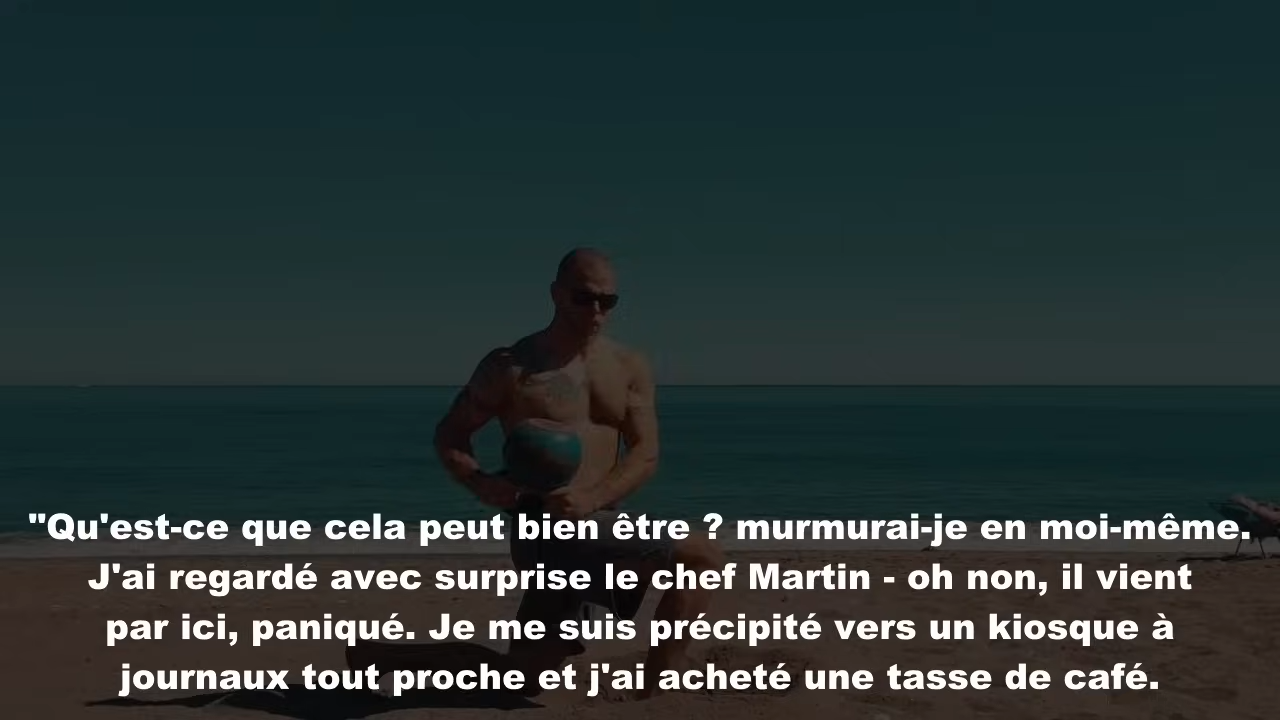 "Qu'est-ce que cela peut bien être ? murmurai-je en moi-même.
J'ai regardé avec surprise le chef Martin - oh non, il vient
par ici, paniqué. Je me suis précipité vers un kiosque à
journaux tout proche et j'ai acheté une tasse de café.